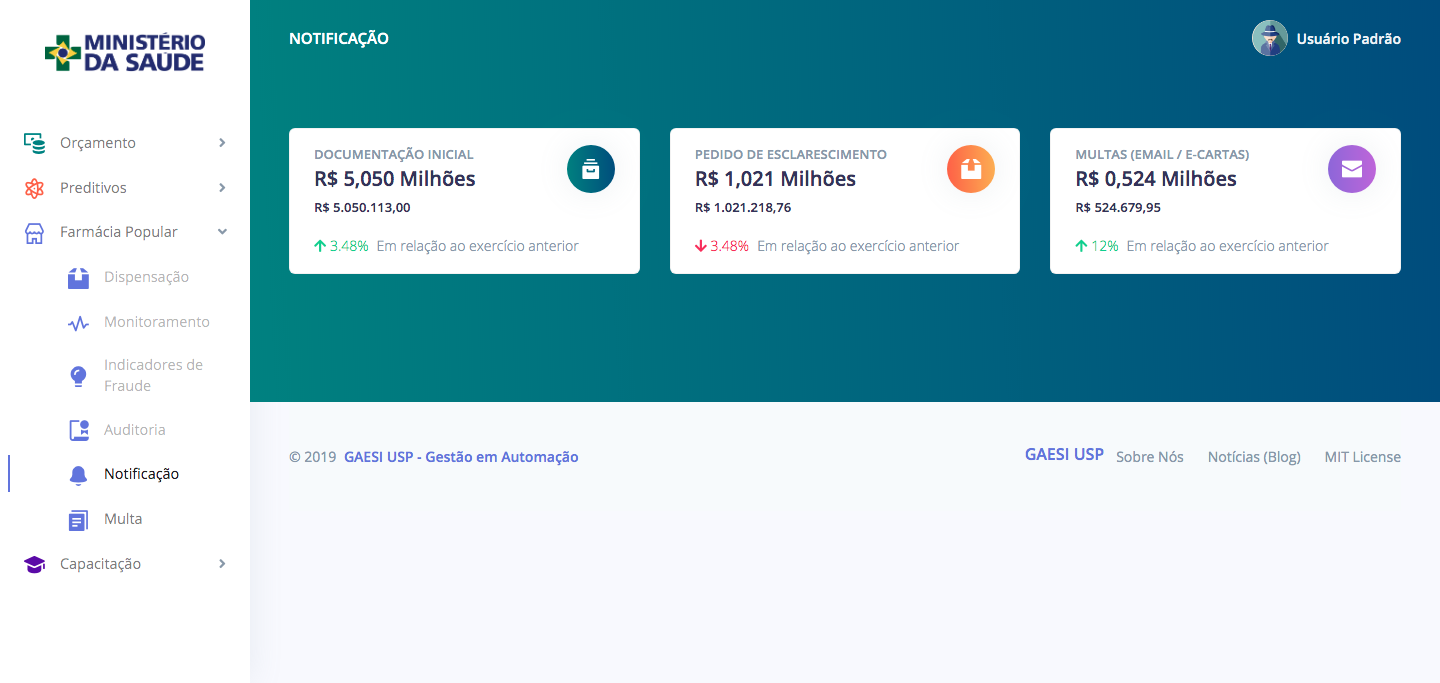 MINISTÉRIO
DA SAÚDE
Orçamento
Preditivos
Farmácia Popular
Dispensação
Monitoramento
Indicadores de
Fraude
Auditoria
Notificação
Multa
Capacitação
NOTIFICAÇÃO
Usuário Padrão
DOCUMENTAÇÃO INICIAL
R$ 5,050 Milhões
R$ 5.050.113,00
3.48% Em relação ao exercício anterior
PEDIDO DE ESCLARESCIMENTO
R$ 1,021 Milhões
R$ 1.021.218,76
3.48% Em relação ao exercício anterior
MULTAS (EMAIL / E-CARTAS)
R$ 0,524 Milhões
R$ 524.679,95
12% Em relação ao exercício anterior
© 2019 GAESI USP - Gestão em Automação
GAESI USP Sobre Nós Notícias (Blog) MIT License